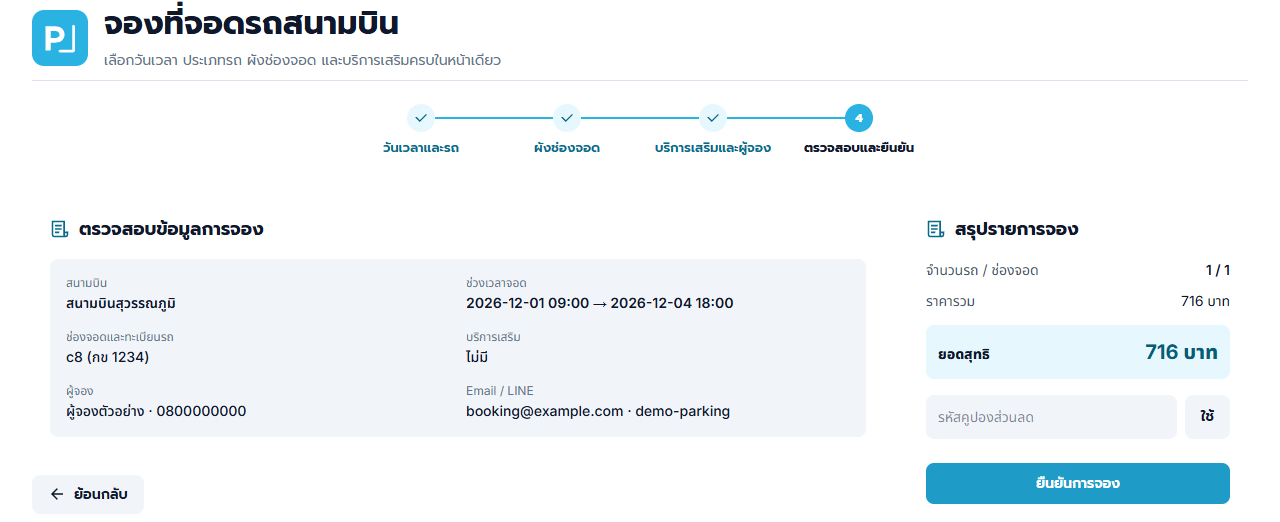 จองที่จอดรถสนามบิน
เลือกวันเวลา ประเภทรถ ผังช่องจอด และบริการเสริมครบในหน้าเดียว
4
วันเวลาและรถ
ผังช่องจอด
บริการเสริมและผู้จอง
ตรวจสอบและยืนยัน
ตรวจสอบข้อมูลการจอง
สนามบิน
สนามบินสุวรรณภูมิ
ช่วงเวลาจอด
2026-12-01 09:00 → 2026-12-04 18:00
ช่องจอดและทะเบียนรถ
c8 (กข 1234)
บริการเสริม
ไม่มี
ผู้จอง
ผู้จองตัวอย่าง · 0800000000
Email / LINE
booking@example.com · demo-parking
ย้อนกลับ
สรุปรายการจอง
จำนวนรถ / ช่องจอด 1 / 1
ราคารวม 716 บาท
ยอดสุทธิ 716 บาท
รหัสคูปองส่วนลด ใช้
ยืนยันการจอง